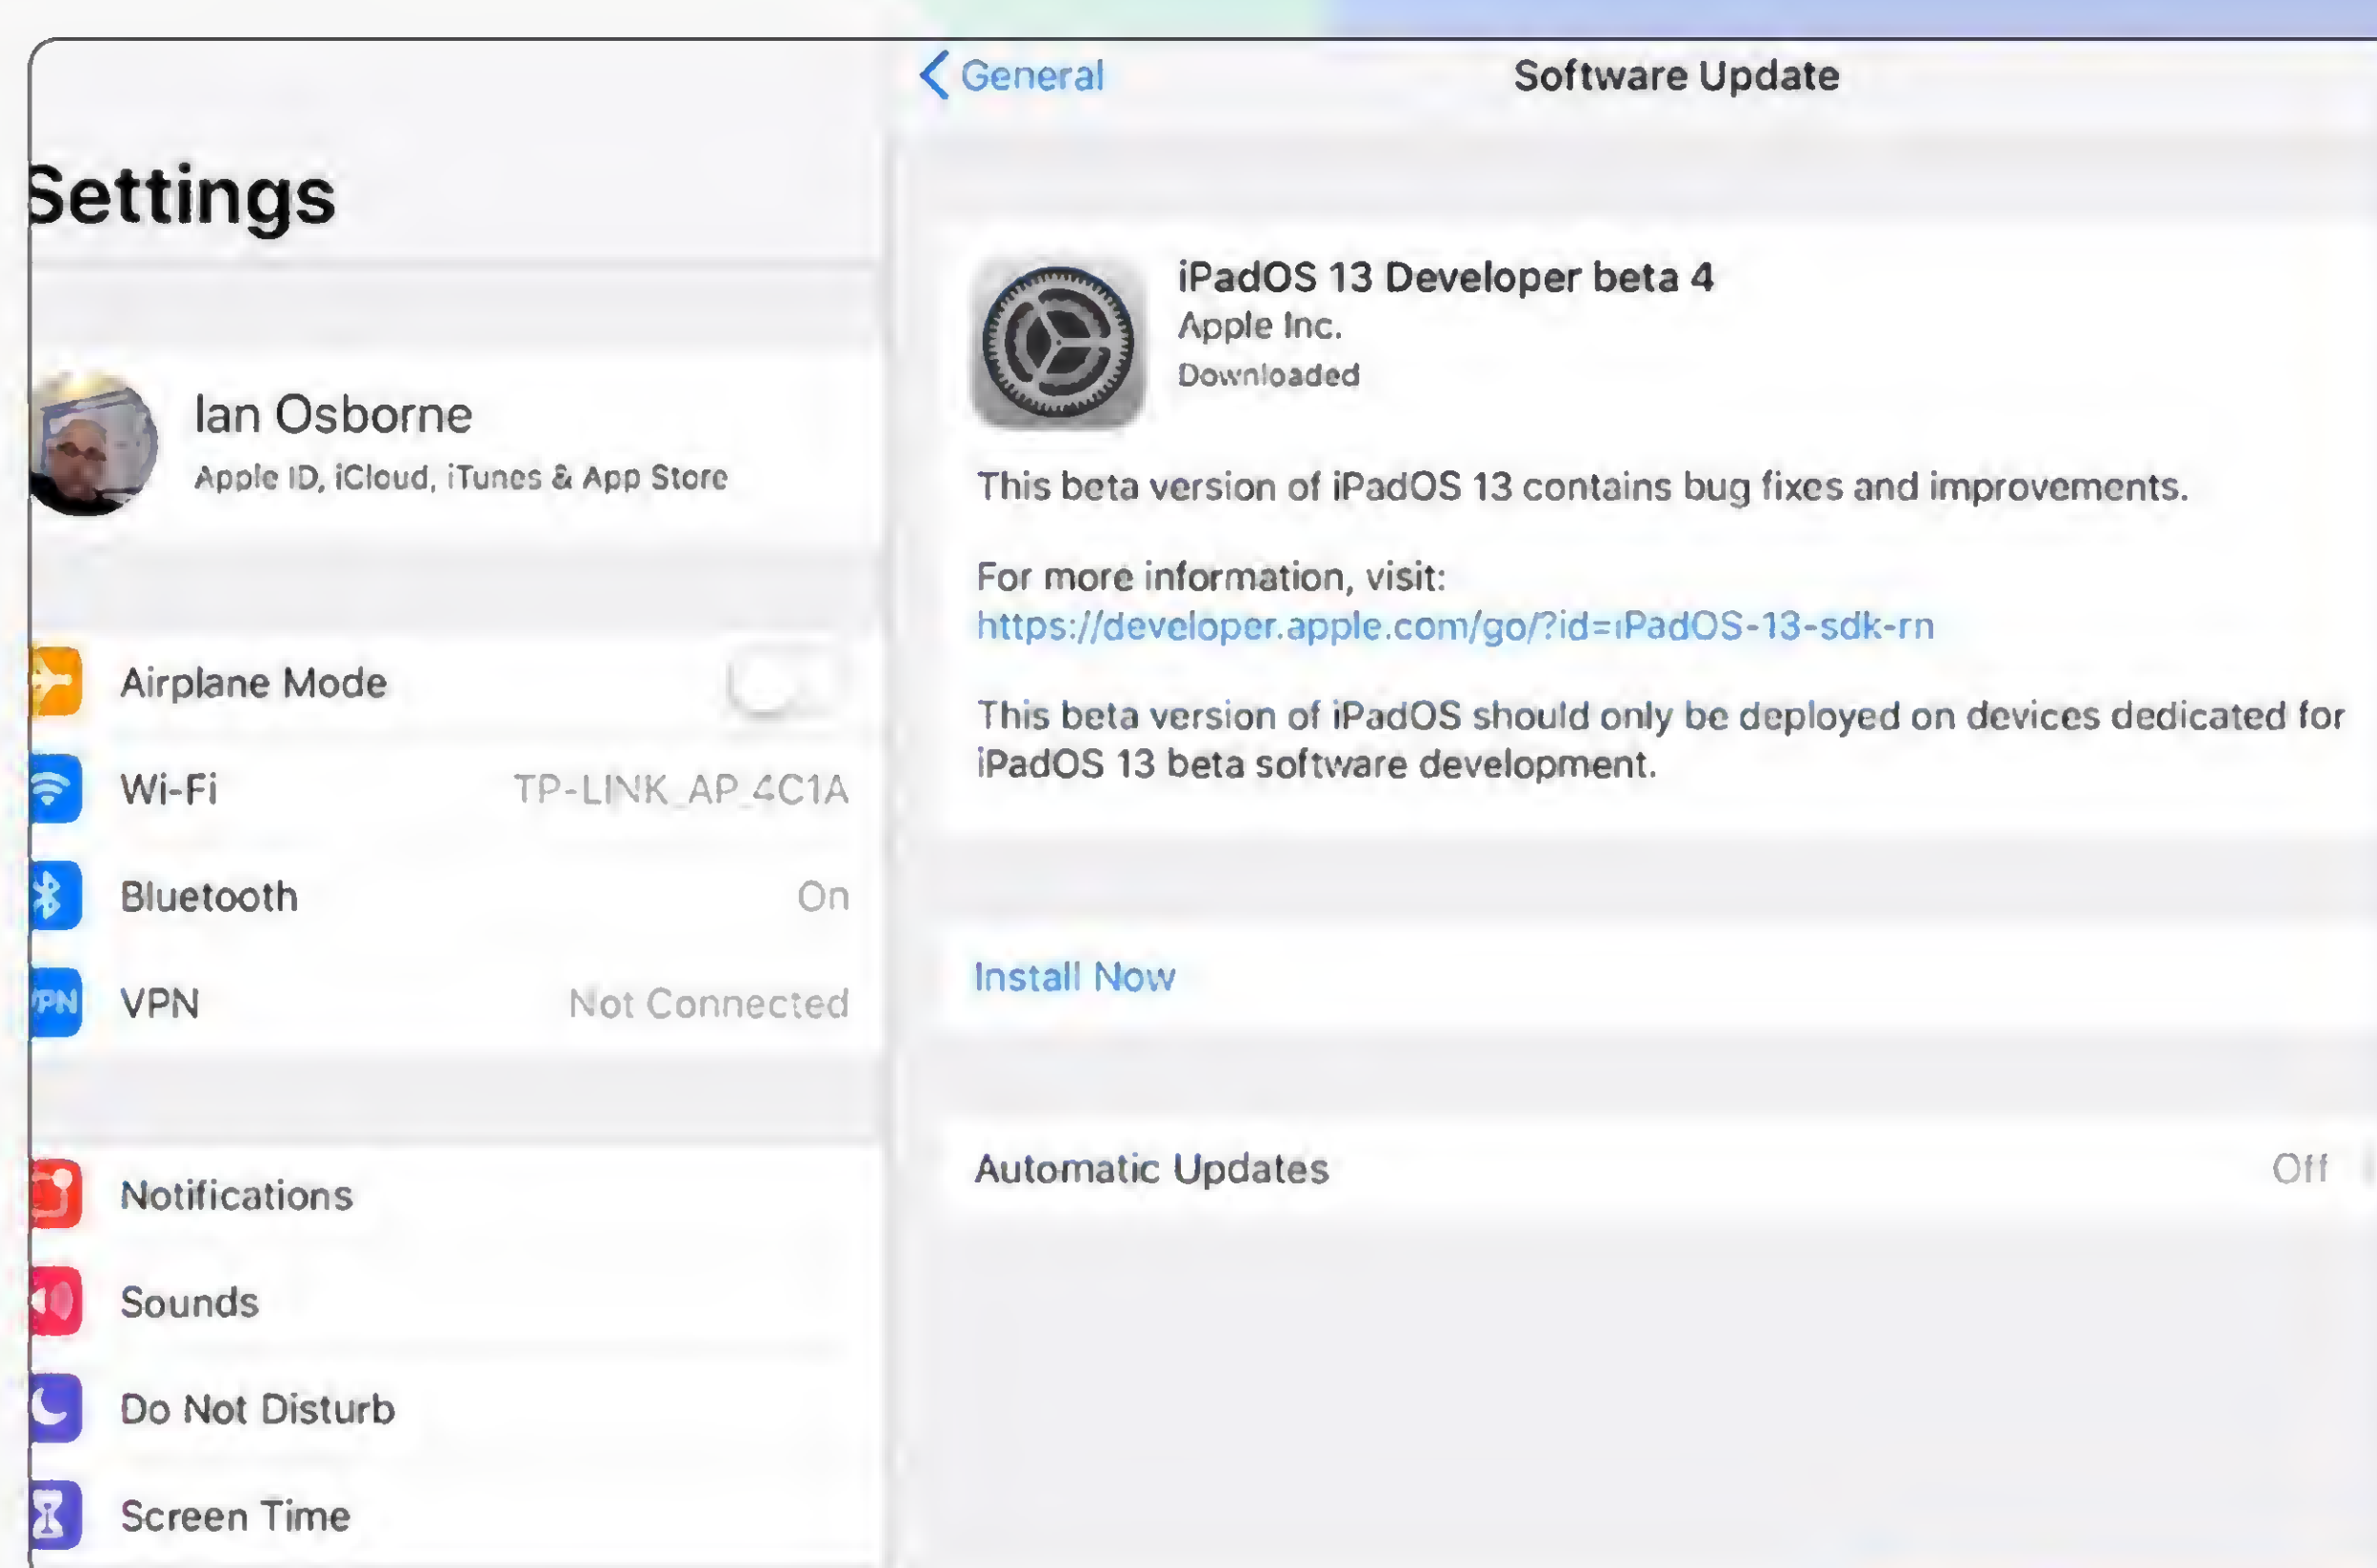 Settings
Ian Osborne
Apple ID, iCloud, iTunes & App Store
Airplane Mode
Wi-Fi TP-LINK_AP_4C1A
Bluetooth On
VPN VPN Not Connected
Notifications
Sounds
Do Not Disturb
Screen Time
General Software Update
iPadOS 13 Developer beta 4
Apple Inc.
Downloaded
This beta version of iPadOS 13 contains bug fixes and improvements.
For more information, visit:
https://developer.apple.com/go/?id=iPadOS-13-sdk-rn
This beta version of iPadOS should only be deployed on devices dedicated for
iPadOS 13 beta software development.
Install Now
Automatic Updates Off